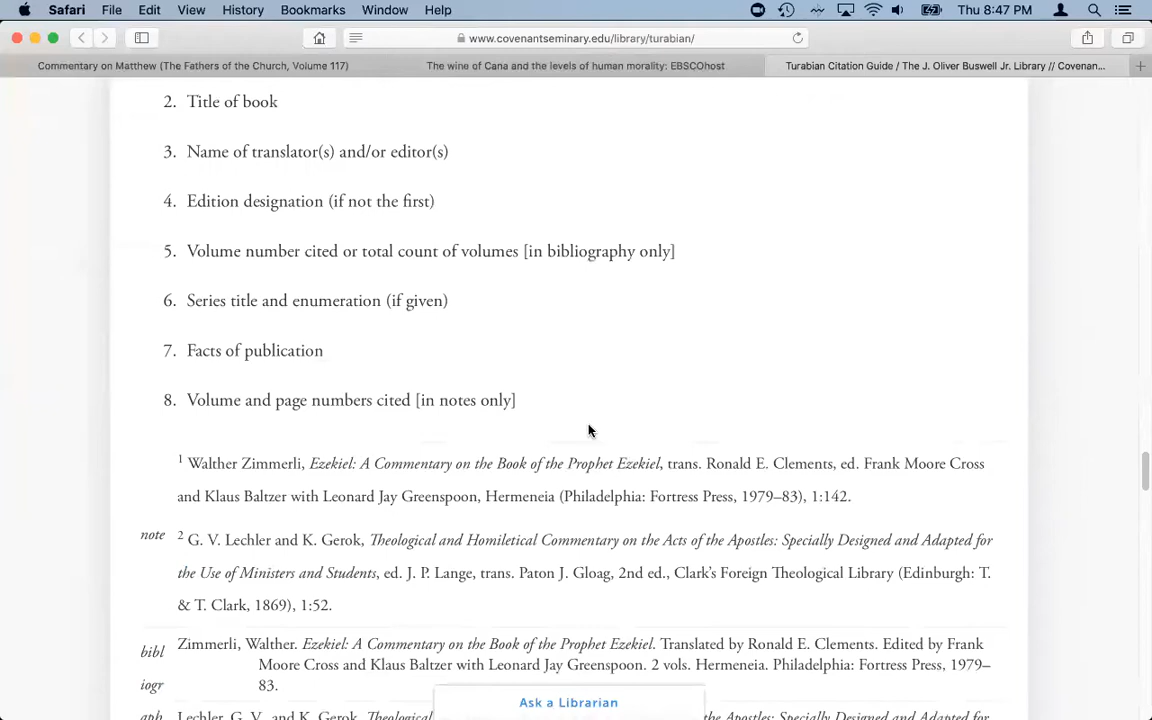 Safari File Edit View History Bookmarks Window Help Thu 8:47 PM
www.covenantseminary.edu/library/turabian/
Commentary on Matthew (The Fathers of the Church, Volume 117) The wine of Cana and the levels of human morality: EBSCOhost Turabian Citation Guide / The J. Oliver Buswell Jr. Library // Covenan...
2. Title of book
3. Name of translator(s) and/or editor(s)
4. Edition designation (if not the first)
5. Volume number cited or total count of volumes [in bibliography only]
6. Series title and enumeration (if given)
7. Facts of publication
8. Volume and page numbers cited [in notes only]
1 Walther Zimmerli, Ezekiel: A Commentary on the Book of the Prophet Ezekiel, trans. Ronald E. Clements, ed. Frank Moore Cross
and Klaus Baltzer with Leonard Jay Greenspoon, Hermeneia (Philadelphia: Fortress Press, 1979–83), 1:142.
note 2 G. V. Lechler and K. Gerok, Theological and Homiletical Commentary on the Acts of the Apostles: Specially Designed and Adapted for
the Use of Ministers and Students, ed. J. P. Lange, trans. Paton J. Gloag, 2nd ed., Clark's Foreign Theological Library (Edinburgh: T.
& T. Clark, 1869), 1:52.
bibl Zimmerli, Walther. Ezekiel: A Commentary on the Book of the Prophet Ezekiel. Translated by Ronald E. Clements. Edited by Frank
Moore Cross and Klaus Baltzer with Leonard Jay Greenspoon. 2 vols. Hermeneia. Philadelphia: Fortress Press, 1979–
iogr 83.
Ask a Librarian
aph Lechler, G. V., and K. Gerok. Theological the Apostles: Specially Designed and Adapted for